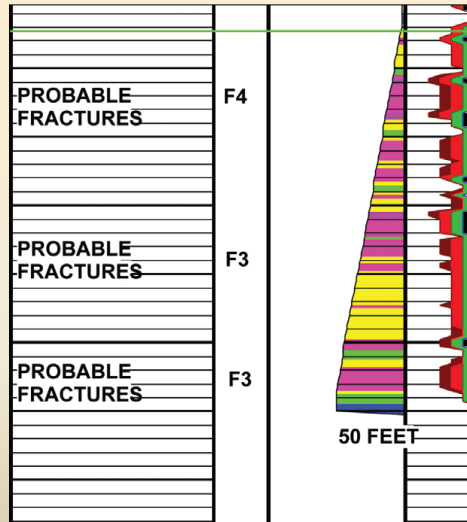 PROBABLE
FRACTURES
F4
PROBABLE
FRACTURES
F3
PROBABLE
FRACTURES
F3
50 FEET